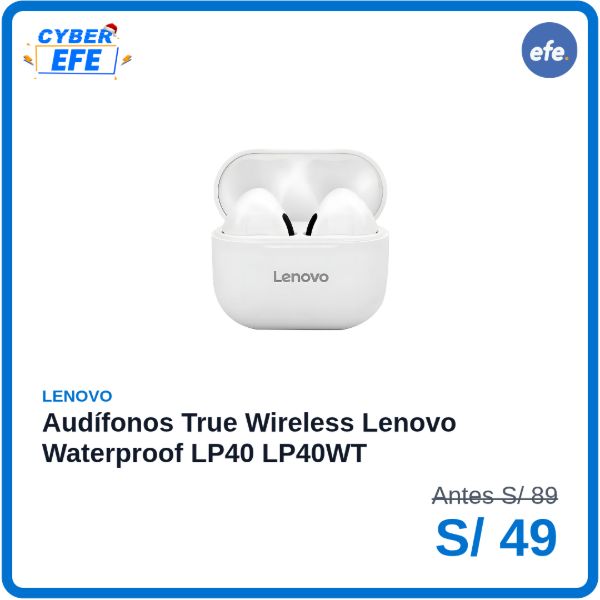 CYBER
EFE
efe.
Lenovo
LENOVO
Audífonos True Wireless Lenovo
Waterproof LP40 LP40WT
Antes S/ 89
S/ 49